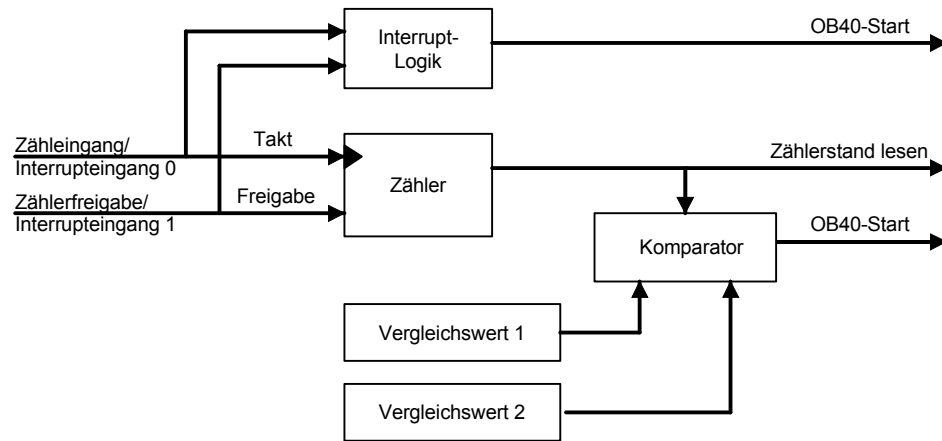 Interrupt-
Logik
OB40-Start
Zähleingang/
Interrupteingang 0
Takt
Zähler
Zählerstand lesen
Zählerfreigabe/
Interrupteingang 1
Freigabe
Komparator
OB40-Start
Vergleichswert 1
Vergleichswert 2